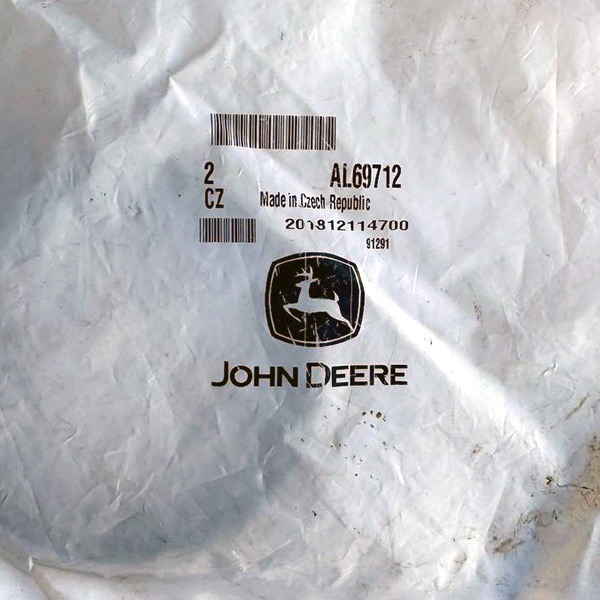 2 AL69712
CZ Made in Czech Republic
201812114700
91291
JOHN DEERE